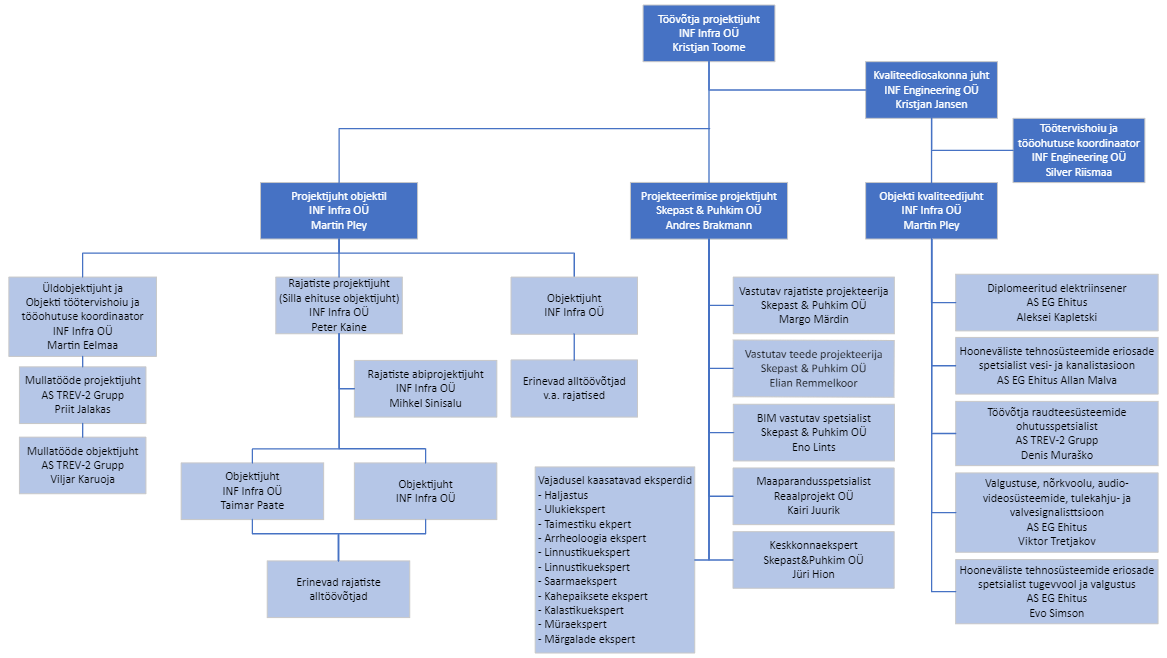 Töövõtja projektijuht
INF Infra OÜ
Kristjan Toome
Kvaliteediosakonna juht
INF Engineering OÜ
Kristjan Jansen
Töötervishoiu ja
tööohutuse koordinaator
INF Engineering OÜ
Silver Riismaa
Projektijuht objektil
INF Infra OÜ
Martin Pley
Projekteerimise projektijuht
Skepast & Puhkim OÜ
Andres Brakmann
Objekti kvaliteedijuht
INF Infra OÜ
Martin Pley
Üldobjektijuht ja
Objekti töötervishoiu ja
tööohutuse koordinaator
INF Infra OÜ
Martin Eelmaa
Mullatööde projektijuht
AS TREV-2 Grupp
Priit Jalakas
Mullatööde objektijuht
AS TREV-2 Grupp
Viljar Karuoja
Rajatiste projektijuht
(Silla ehituse objektijuht)
INF Infra OÜ
Peter Kaine
Rajatiste abiprojektijuht
INF Infra OÜ
Mihkel Sinisalu
Objektijuht
INF Infra OÜ
Taimar Paate
Objektijuht
INF Infra OÜ
Erinevad rajatiste
alltöövõtjad
Objektijuht
INF Infra OÜ
Erinevad alltöövõtjad
v.a. rajatised
Vastutav rajatiste projekteerija
Skepast & Puhkim OÜ
Margo Märdin
Vastutav teede projekteerija
Skepast & Puhkim OÜ
Elian Remmelkoor
BIM vastutav spetsialist
Skepast & Puhkim OÜ
Eno Lints
Maaparandusspetsialist
Reaalprojekt OÜ
Kairi Juurik
Keskkonnaekspert
Skepast&Puhkim OÜ
Jüri Hion
Vajadusel kaasatavad eksperdid
- Haljastus
- Ulukiekspert
- Taimestiku ekpert
- Arrheoloogia ekspert
- Linnustikuekspert
- Linnustikuekspert
- Saarmaekspert
- Kahepaiksete ekspert
- Kalastikuekspert
- Müraekspert
- Märgalade ekspert
Diplomeeritud elektriinsener
AS EG Ehitus
Aleksei Kapletski
Hooneväliste tehnosüsteemide eriosade
spetsialist vesi- ja kanalistasioon
AS EG Ehitus Allan Malva
Töövõtja raudteesüsteemide
ohutusspetsialist
AS TREV-2 Grupp
Denis Muraško
Valgustuse, nõrkvoolu, audio-
videosüsteemide, tulekahju- ja
valvesignalisttsioon
AS EG Ehitus
Viktor Tretjakov
Hooneväliste tehnosüsteemide eriosade
spetsialist tugevvool ja valgustus
AS EG Ehitus
Evo Simson